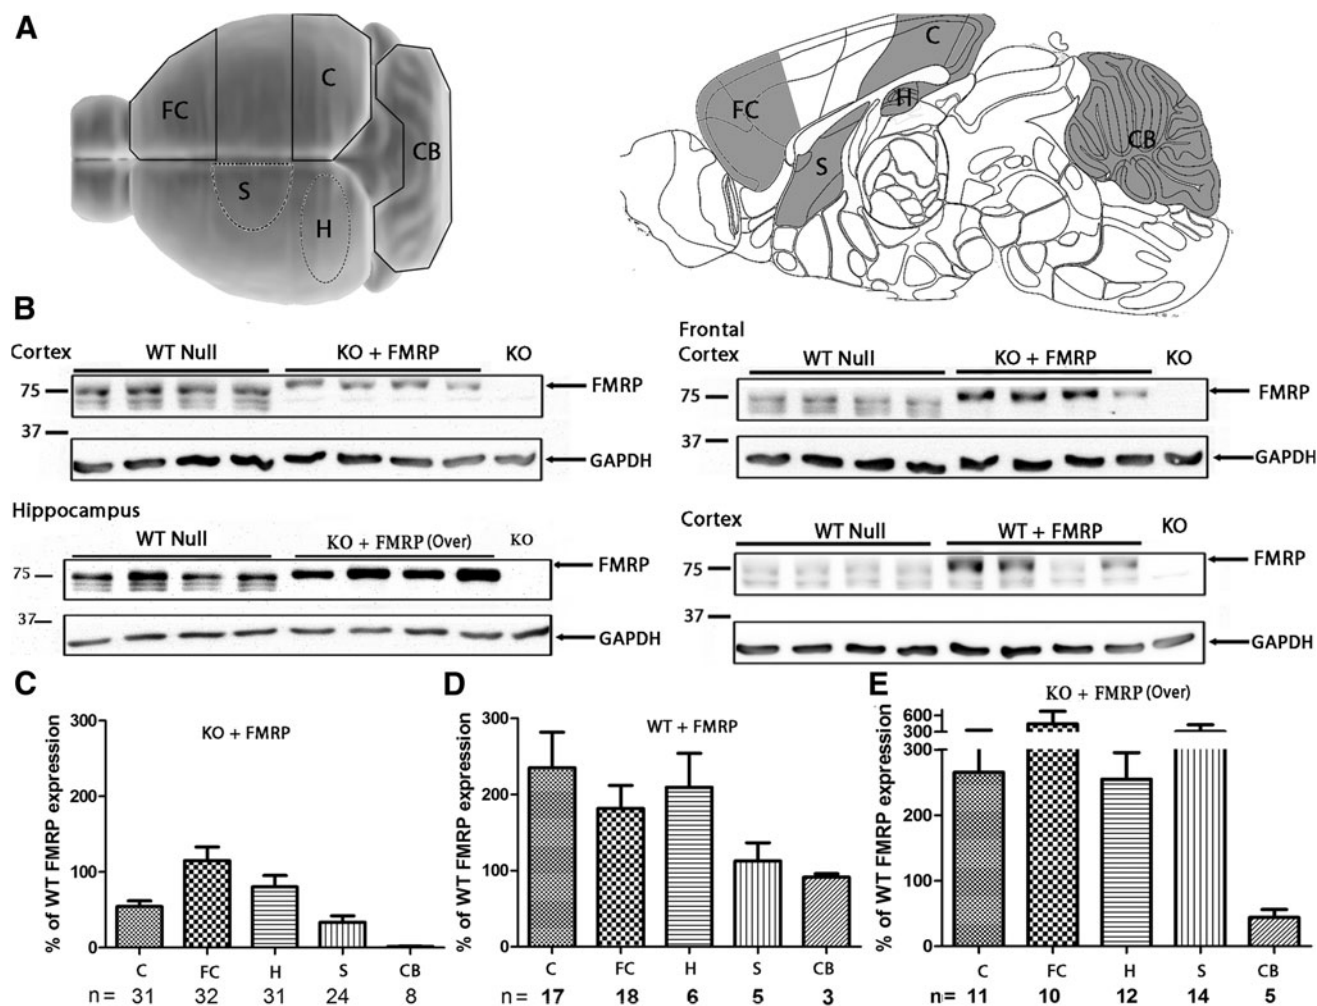 A
FC
C
CB
S
H
FC
C
H
S
CB
B
Cortex
WT Null
KO + FMRP
KO
75
FMRP
37
GAPDH
Frontal
Cortex
WT Null
KO + FMRP
KO
75
FMRP
37
GAPDH
Hippocampus
WT Null
KO + FMRP (Over)
KO
75
FMRP
37
GAPDH
Cortex
WT Null
WT + FMRP
KO
75
FMRP
37
GAPDH
C
KO + FMRP
% of WT FMRP expression
300
200
100
0
C FC H S CB
n= 31 32 31 24 8
D
WT + FMRP
% of WT FMRP expression
300
200
100
0
C FC H S CB
n= 17 18 6 5 3
E
KO + FMRP (Over)
% of WT FMRP expression
600
300
300
200
100
0
C FC H S CB
n= 11 10 12 14 5